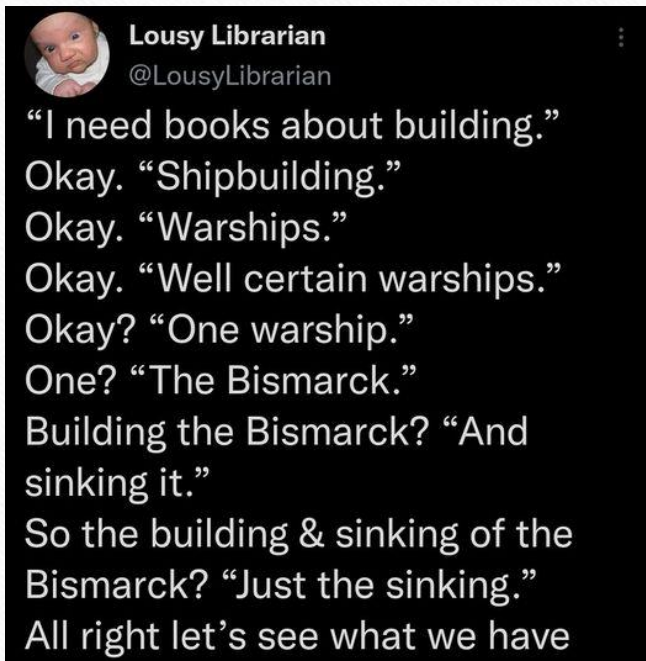 Lousy Librarian
@LousyLibrarian
“I need books about building.”
Okay. “Shipbuilding.”
Okay. “Warships.”
Okay. “Well certain warships.”
Okay? “One warship.”
One? “The Bismarck.”
Building the Bismarck? “And
sinking it.”
So the building & sinking of the
Bismarck? “Just the sinking.”
All right let’s see what we have